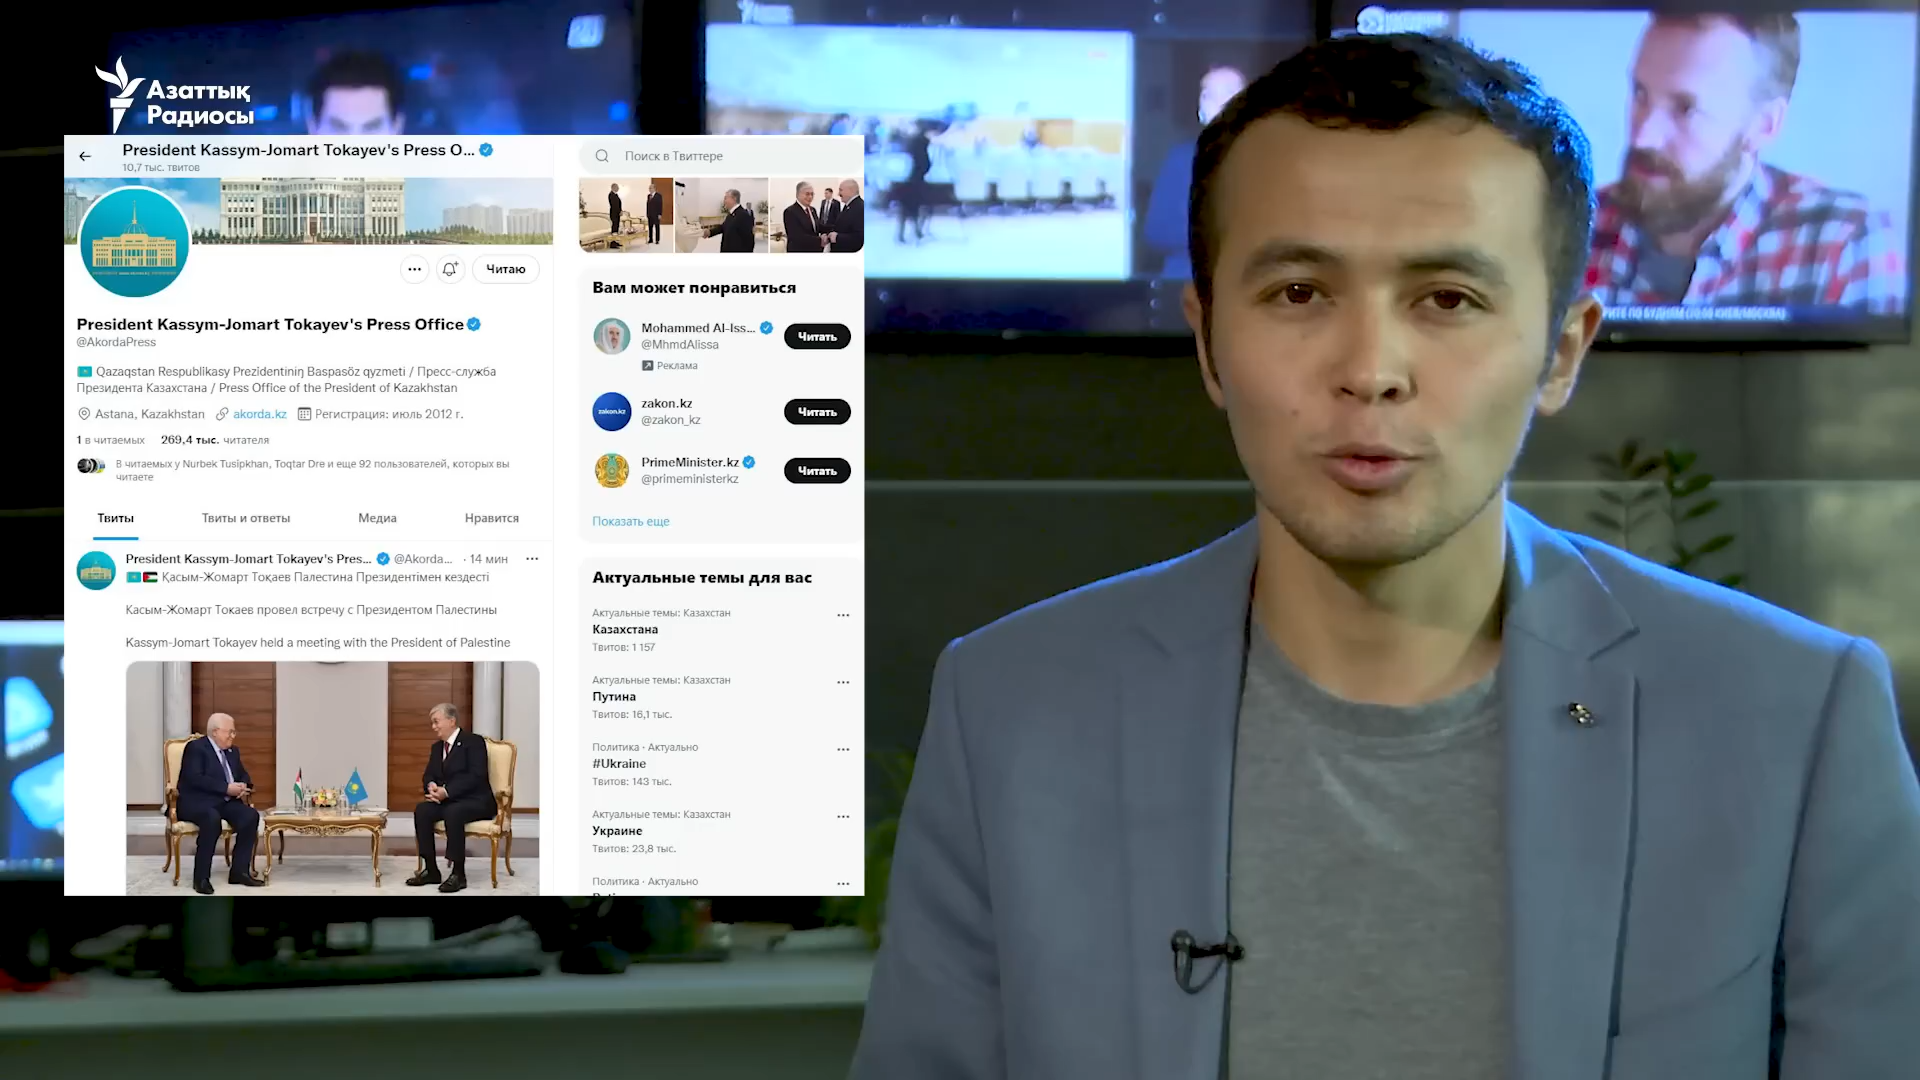 Азаттық
Радиосы
President Kassym-Jomart Tokayev's Press O...
10,7 тыс. твитов
Читаю
President Kassym-Jomart Tokayev's Press Office
@AkordaPress
Qazaqstan Respublikasy Prezıdentiniń Baspasóz qyzmeti / Пресс-служба
Президента Казахстана / Press Office of the President of Kazakhstan
Astana, Kazakhstan akorda.kz Регистрация: июль 2012 г.
1 в читаемых 269,4 тыс. читателя
В читаемых у Nurbek Tusipkhan, Toqtar Dre и еще 92 пользователей, которых вы
читаете
Твиты Твиты и ответы Медиа Нравится
President Kassym-Jomart Tokayev's Pres... @Akorda... · 14 мин
Қасым-Жомарт Тоқаев Палестина Президентімен кездесті
Касым-Жомарт Токаев провел встречу с Президентом Палестины
Kassym-Jomart Tokayev held a meeting with the President of Palestine
Поиск в Твиттере
Вам может понравиться
Mohammed Al-Iss...
@MhmdAlissa
Читать
Реклама
zakon.kz
zakon.kz
@zakon_kz
Читать
PrimeMinister.kz
@primeministerkz
Читать
Показать еще
Актуальные темы для вас
Актуальные темы: Казахстан
Казахстана
Твитов: 1 157
Актуальные темы: Казахстан
Путина
Твитов: 16,1 тыс.
Политика · Актуально
#Ukraine
Твитов: 143 тыс.
Актуальные темы: Казахстан
Украине
Твитов: 23,8 тыс.
Политика · Актуально